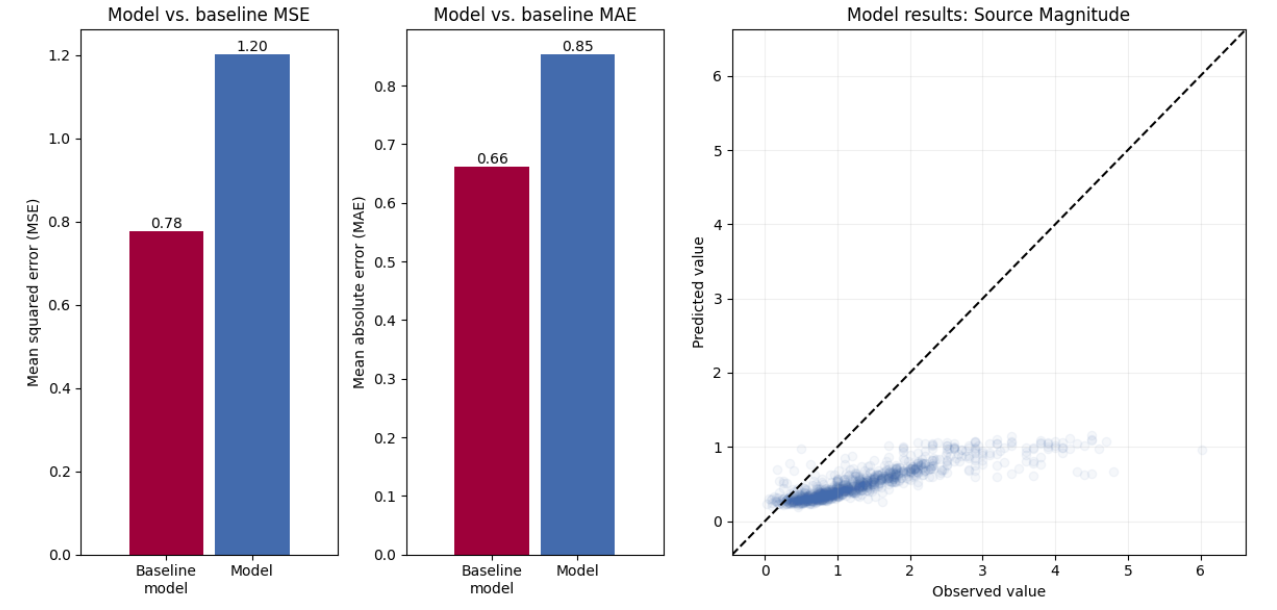 Model vs. baseline MSE
Mean squared error (MSE)
1.2
1.0
0.8
0.6
0.4
0.2
0.0
0.78
1.20
Baseline
model
Model
Model vs. baseline MAE
Mean absolute error (MAE)
0.8
0.7
0.6
0.5
0.4
0.3
0.2
0.1
0.0
0.66
0.85
Baseline
model
Model
Model results: Source Magnitude
Predicted value
6
5
4
3
2
1
0
0 1 2 3 4 5 6
Observed value